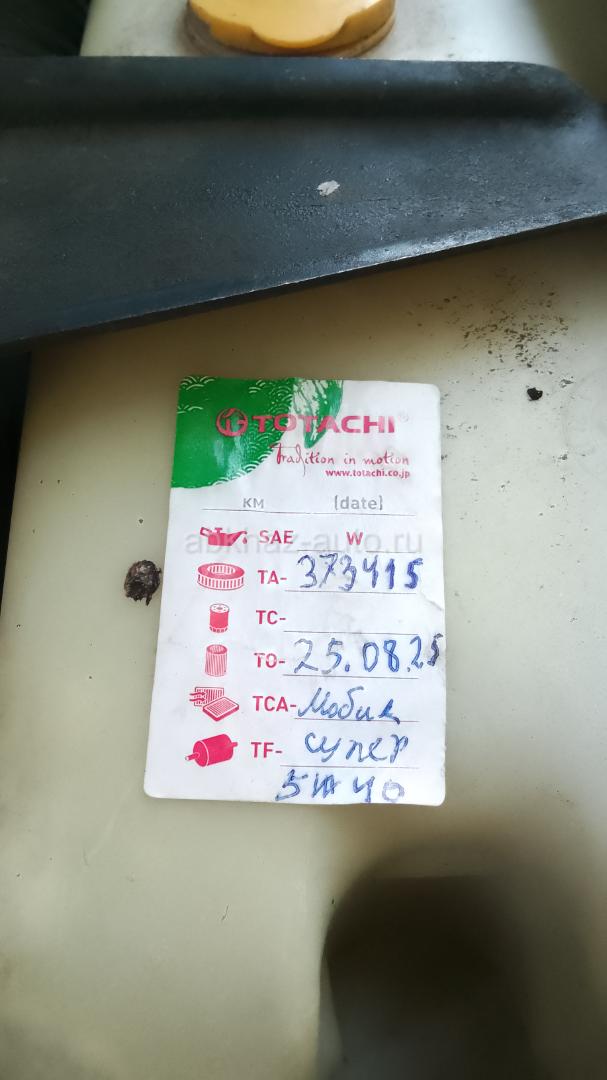 TOTACHI®
Tradition in motion
www.totachi.co.jp
KM (date)
SAE W
abkhaz-auto.ru
TA- 373415
TC-
TO- 25.08.25
TCA- Мобил
TF- супер
5W40